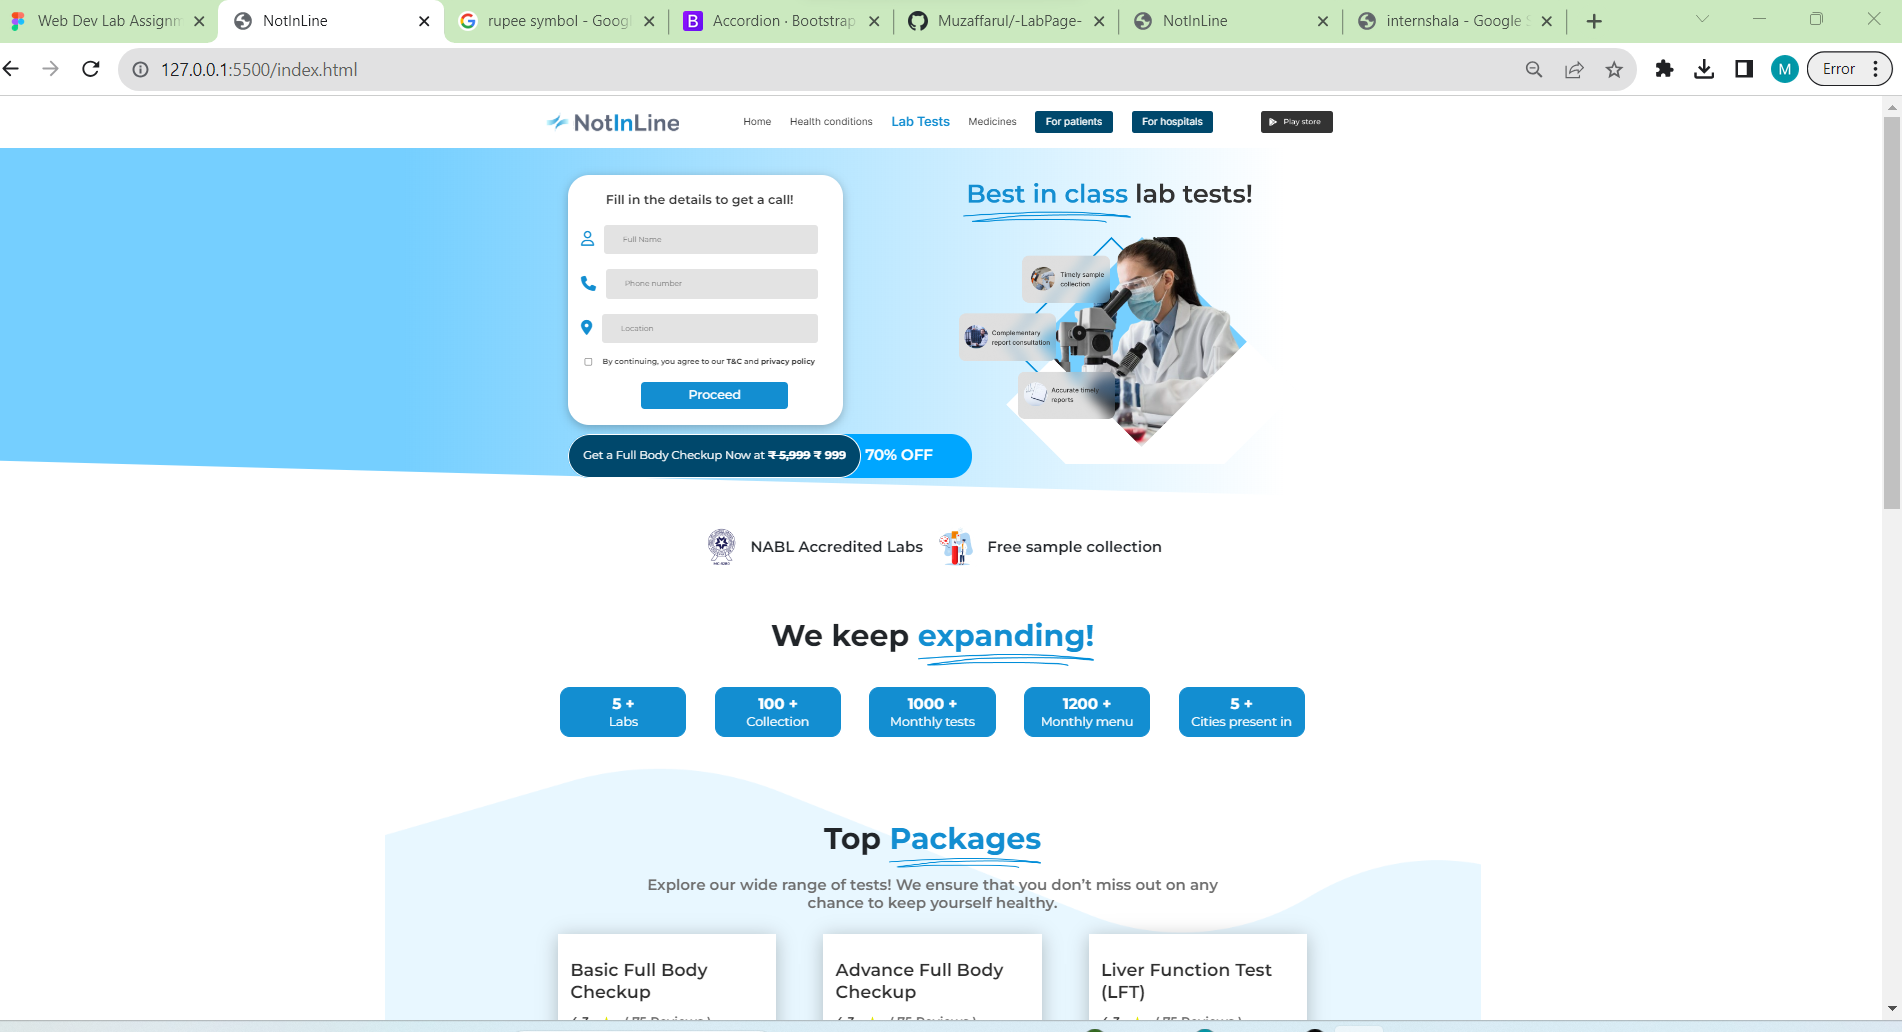 Web Dev Lab Assignm
NotInLine
rupee symbol - Googl
Accordion · Bootstrap
Muzaffarul/-LabPage-
NotInLine
internshala - Google S
127.0.0.1:5500/index.html
M
Error
NotInLine
Home
Health conditions
Lab Tests
Medicines
For patients
For hospitals
Play store
Fill in the details to get a call!
Full Name
Phone number
Location
By continuing, you agree to our T&C and privacy policy
Proceed
Get a Full Body Checkup Now at ₹ 5,999 ₹ 999
70% OFF
Best in class lab tests!
Timely sample
collection
Complementary
report consultation
Accurate timely
reports
NABL Accredited Labs
Free sample collection
We keep expanding!
5 +
Labs
100 +
Collection
1000 +
Monthly tests
1200 +
Monthly menu
5 +
Cities present in
Top Packages
Explore our wide range of tests! We ensure that you don’t miss out on any
chance to keep yourself healthy.
Basic Full Body
Checkup
Advance Full Body
Checkup
Liver Function Test
(LFT)